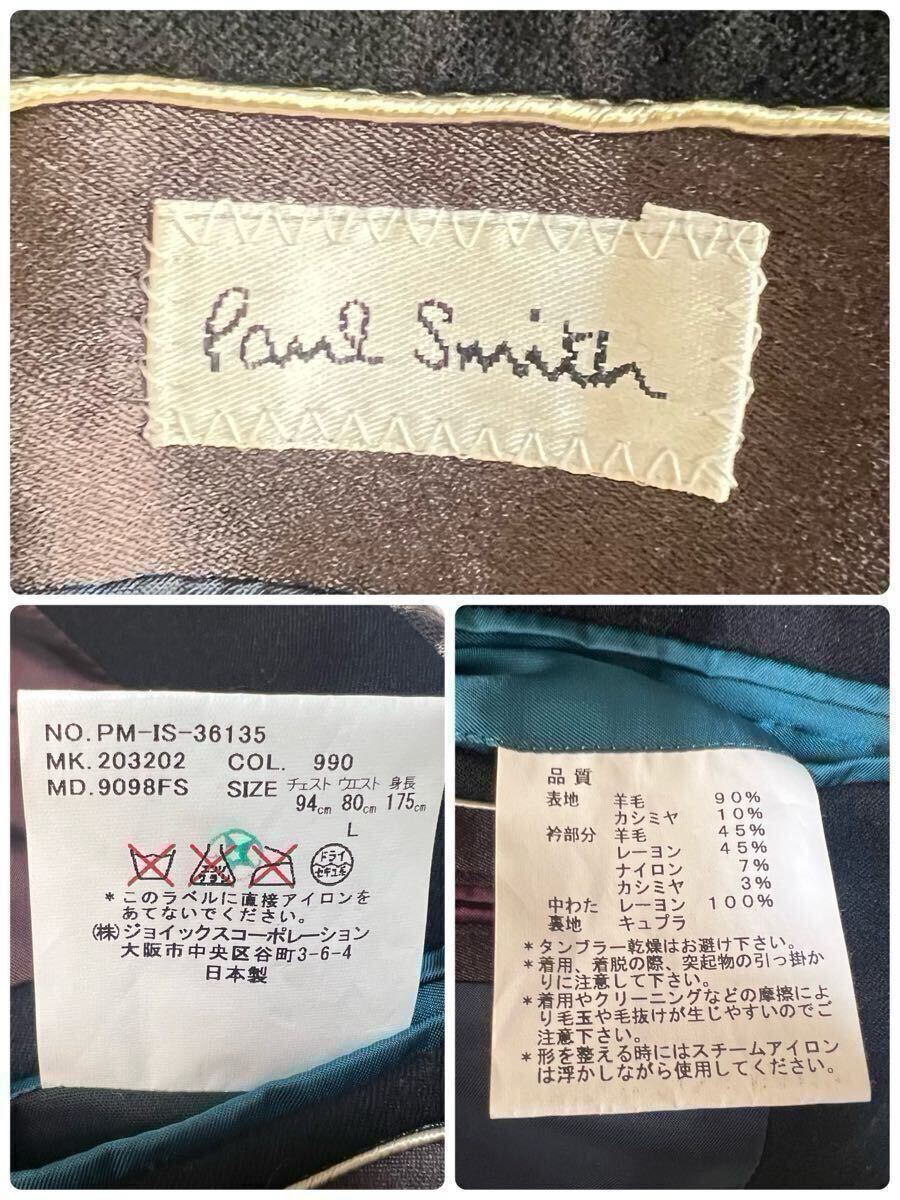 Paul Smith
NO.PM-IS-36135
MK.203202 COL. 990
MD.9098FS SIZE チェスト ウエスト 身長
94cm 80cm 175cm
L
ドライ
セキユ系
*このラベルに直接アイロンを
あてないでください。
(株)ジョイックスコーポレーション
大阪市中央区谷町3-6-4
日本製
品質
表地 羊毛 90%
カシミヤ 10%
衿部分 羊毛 45%
レーヨン 45%
ナイロン 7%
カシミヤ 3%
中わた レーヨン 100%
裏地 キュプラ
*タンブラー乾燥はお避け下さい。
*着用、着脱の際、突起物の引っ掛か
りに注意して下さい。
*着用やクリーニングなどの摩擦によ
り毛玉や毛抜けが生じやすいのでご
注意下さい。
*形を整える時にはスチームアイロン
は浮かしながら使用してください。